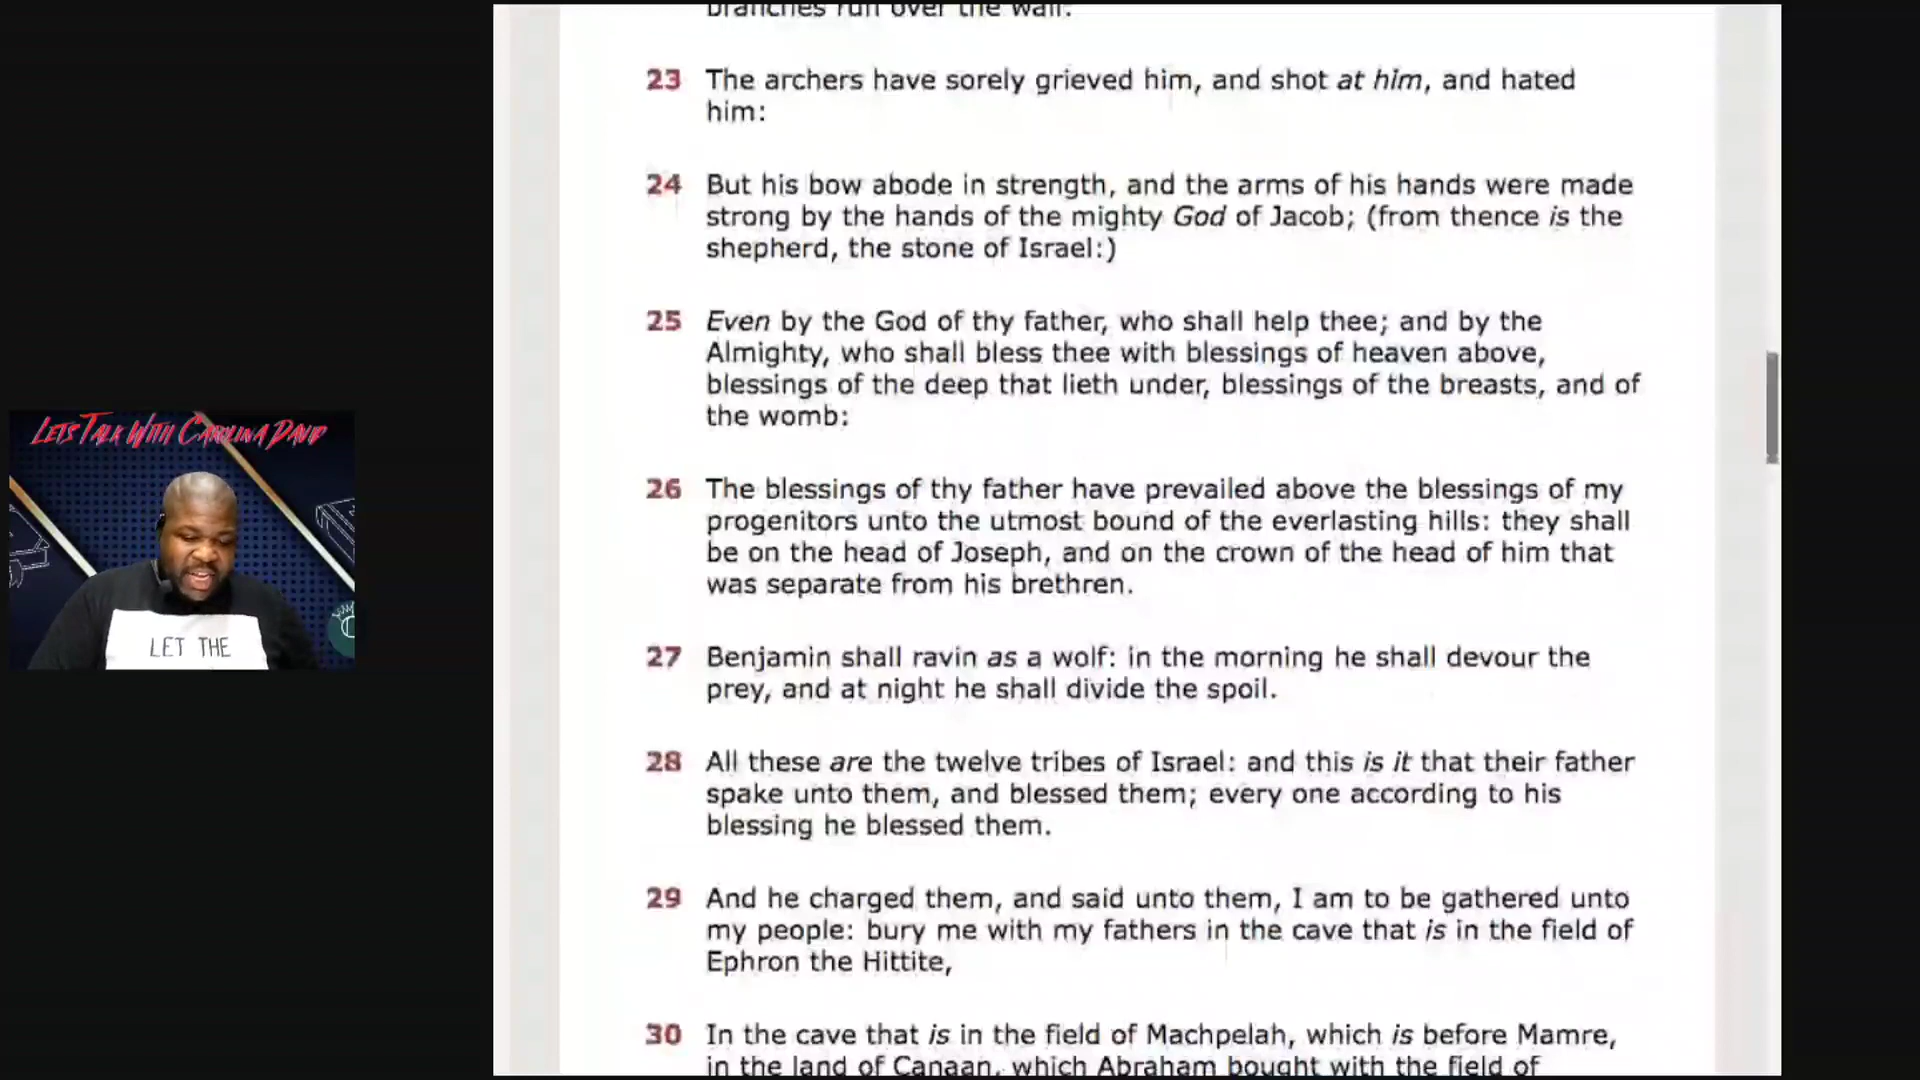 branches run over the wall:
23 The archers have sorely grieved him, and shot at him, and hated
him:
24 But his bow abode in strength, and the arms of his hands were made
strong by the hands of the mighty God of Jacob; (from thence is the
shepherd, the stone of Israel:)
25 Even by the God of thy father, who shall help thee; and by the
Almighty, who shall bless thee with blessings of heaven above,
blessings of the deep that lieth under, blessings of the breasts, and of
the womb:
26 The blessings of thy father have prevailed above the blessings of my
progenitors unto the utmost bound of the everlasting hills: they shall
be on the head of Joseph, and on the crown of the head of him that
was separate from his brethren.
27 Benjamin shall ravin as a wolf: in the morning he shall devour the
prey, and at night he shall divide the spoil.
28 All these are the twelve tribes of Israel: and this is it that their father
spake unto them, and blessed them; every one according to his
blessing he blessed them.
29 And he charged them, and said unto them, I am to be gathered unto
my people: bury me with my fathers in the cave that is in the field of
Ephron the Hittite,
30 In the cave that is in the field of Machpelah, which is before Mamre,
in the land of Canaan, which Abraham bought with the field of
LETS TALK WITH CAROLINA DAVID
LET THE